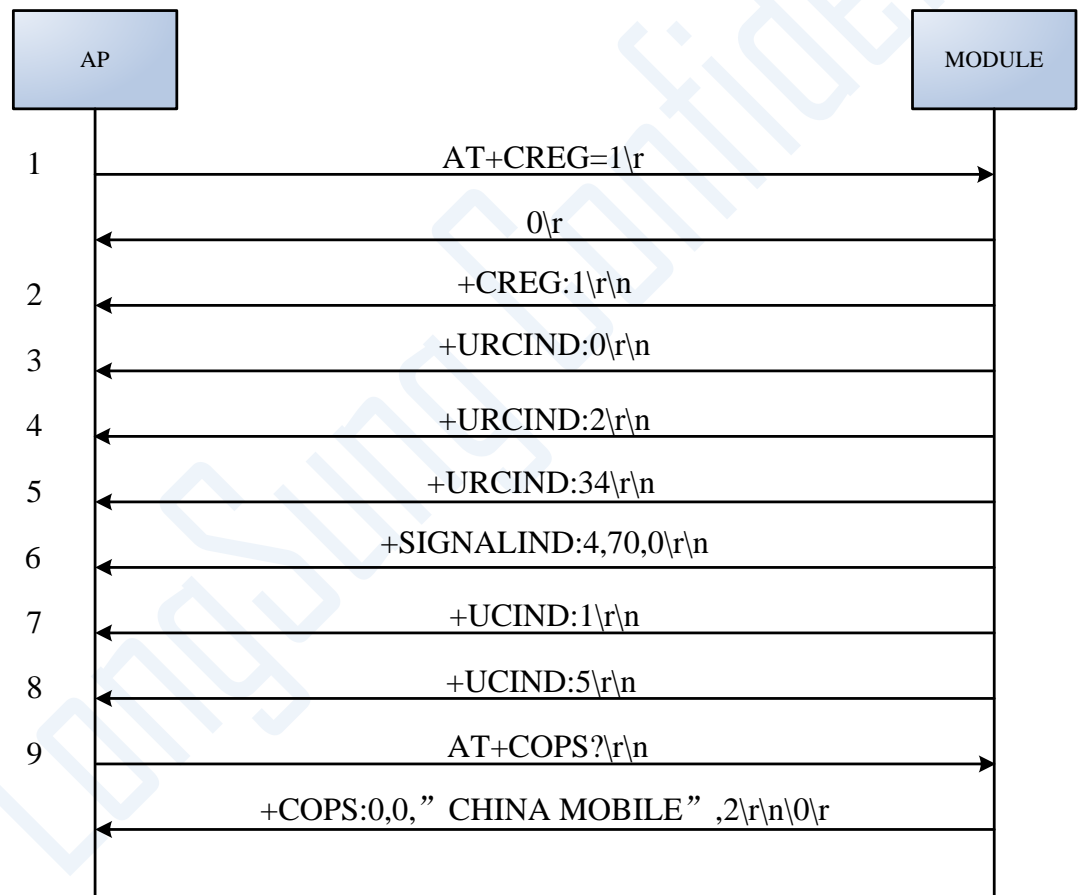 AP
MODULE
1
AT+CREG=1\r
0\r
2
+CREG:1\r\n
3
+URCIND:0\r\n
4
+URCIND:2\r\n
5
+URCIND:34\r\n
6
+SIGNALIND:4,70,0\r\n
7
+UCIND:1\r\n
8
+UCIND:5\r\n
9
AT+COPS?\r\n
+COPS:0,0,” CHINA MOBILE” ,2\r\n\0\r
LongSung Confide